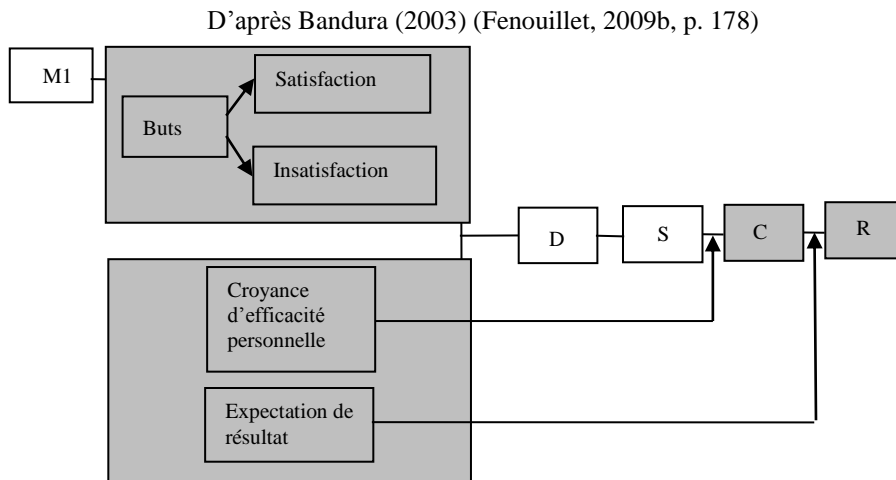 D’après Bandura (2003) (Fenouillet, 2009b, p. 178)
M1
Satisfaction
Buts
Insatisfaction
D
S
C
R
Croyance
d’efficacité
personnelle
Expectation de
résultat